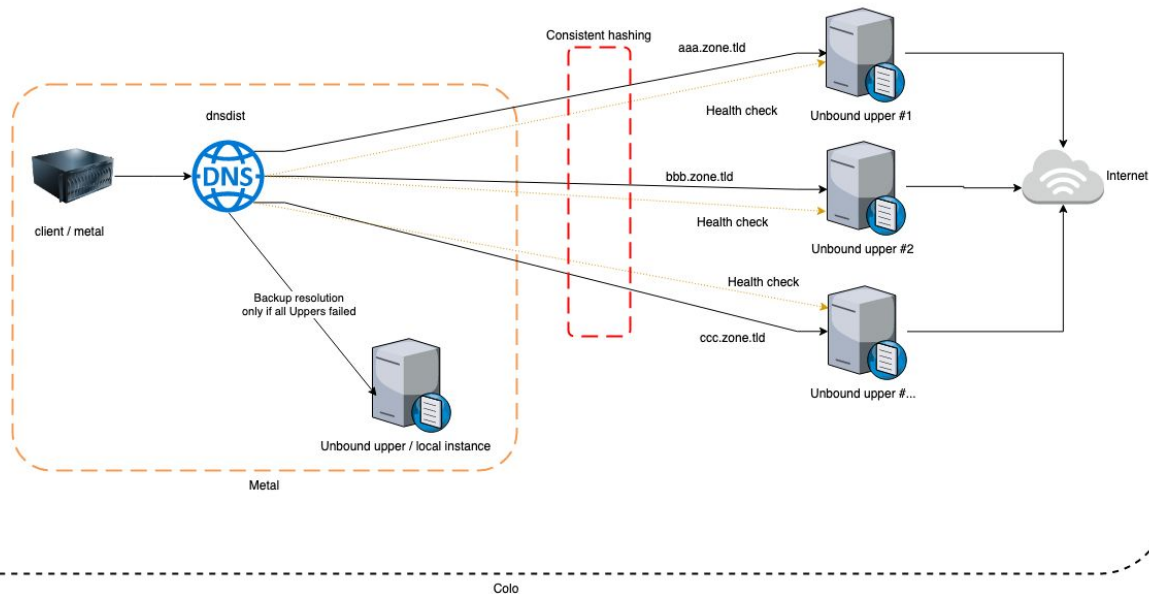 Consistent hashing
aaa.zone.tld
dnsdist
Health check
Unbound upper #1
DNS
bbb.zone.tld
Internet
client / metal
Health check
Unbound upper #2
Health check
Backup resolution
only if all Uppers failed
ccc.zone.tld
Unbound upper #...
Unbound upper / local instance
Metal
Colo